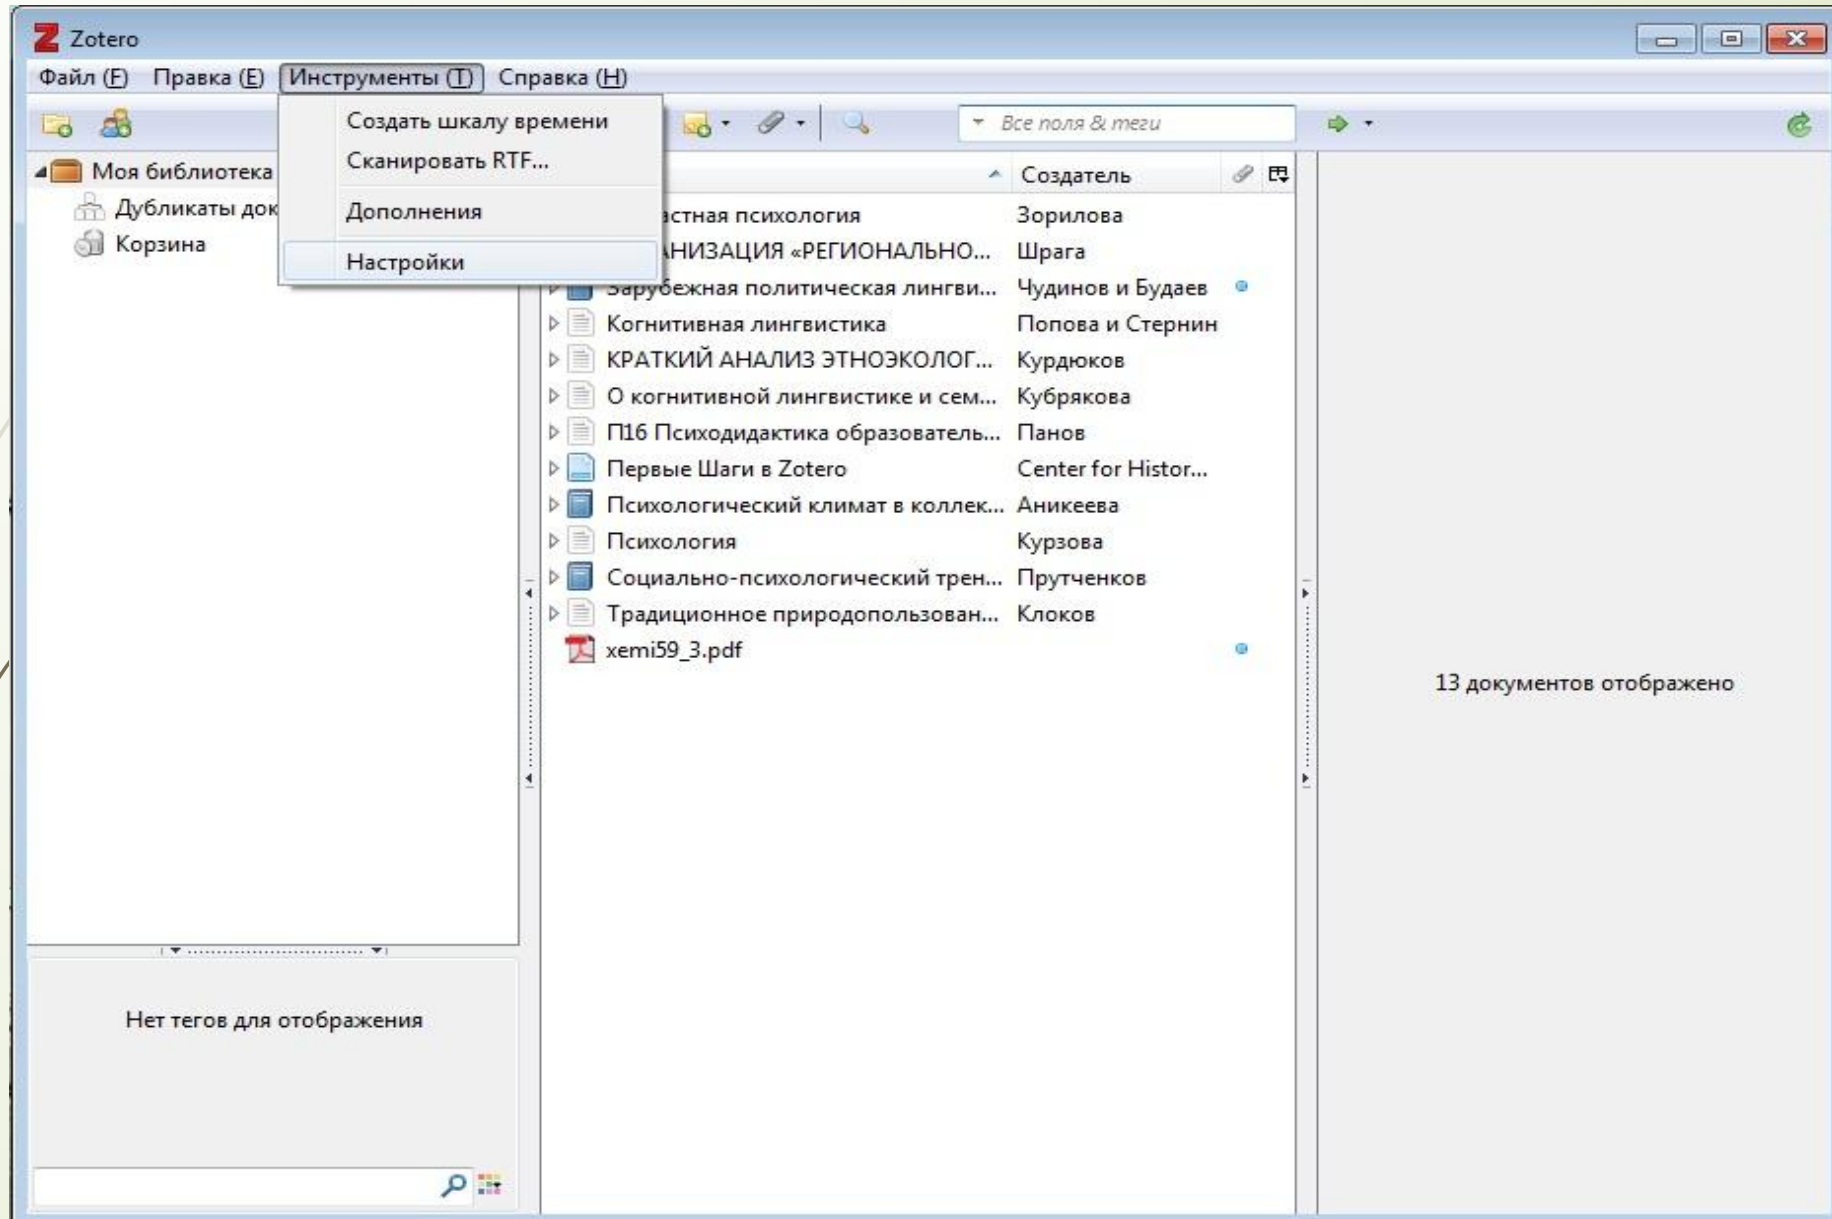 Zotero
Файл (F) Правка (E) Инструменты (T) Справка (H)
Создать шкалу времени
Сканировать RTF...
Дополнения
Настройки
Все поля & теги
Моя библиотека
Дубликаты док
Корзина
Создатель
астная психология Зорилова
АНИЗАЦИЯ «РЕГИОНАЛЬНО... Шрага
Зарубежная политическая лингви... Чудинов и Будаев
Когнитивная лингвистика Попова и Стернин
КРАТКИЙ АНАЛИЗ ЭТНОЭКОЛОГ... Курдюков
О когнитивной лингвистике и сем... Кубрякова
П16 Психодидактика образователь... Панов
Первые Шаги в Zotero Center for Histor...
Психологический климат в коллек... Аникеева
Психология Курзова
Социально-психологический трен... Прутченков
Традиционное природопользован... Клоков
xemi59_3.pdf
13 документов отображено
Нет тегов для отображения